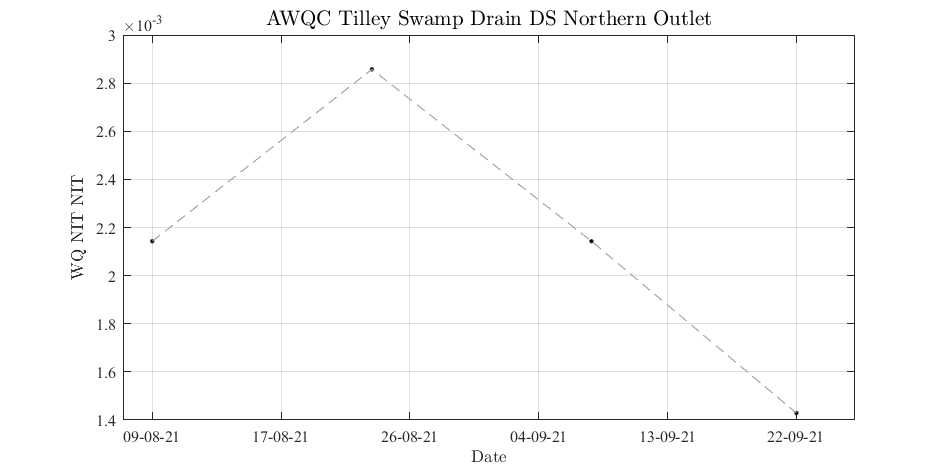 AWQC Tilley Swamp Drain DS Northern Outlet
×10-3
3
2.8
2.6
2.4
2.2
2
1.8
1.6
1.4
WQ NIT NIT
09-08-21 17-08-21 26-08-21 04-09-21 13-09-21 22-09-21
Date